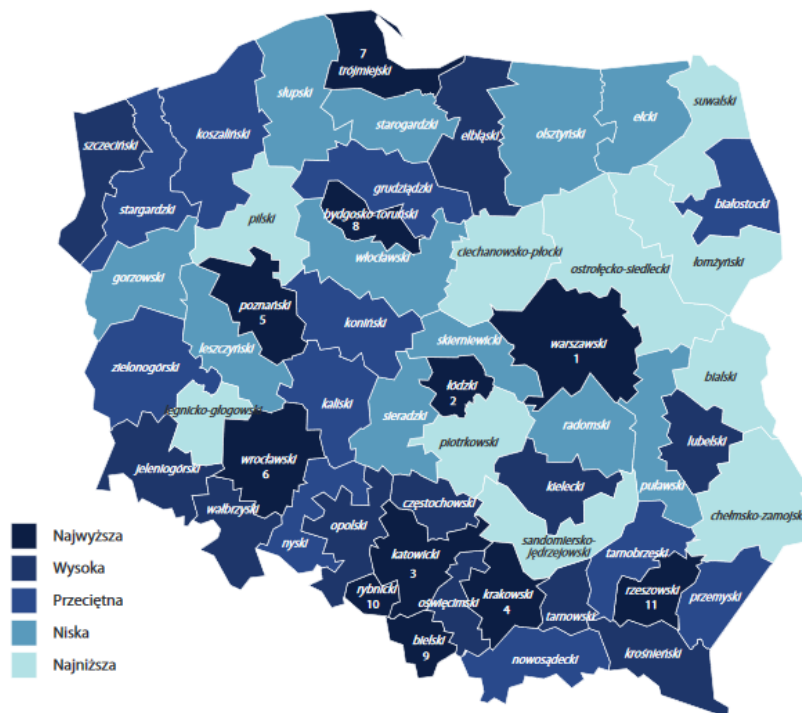 7
trójmiejski
słupski
suwalski
starogardzki
ełcki
elbląski
olsztyński
koszaliński
szczeciński
grudziądzki
białostocki
stargardzki
pilski
bydgosko-toruński
8
ciechanowsko-płocki
włocławski
łomżyński
ostrołęcko-siedlecki
gorzowski
poznański
5
koniński
skierniewicki
warszawski
1
leszczyński
zielonogórski
bialski
łódzki
2
kaliski
legnicko-głogowski
sieradzki
radomski
piotrkowski
lubelski
wrocławski
6
jeleniogórski
kielecki
puławski
częstochowski
wałbrzyski
chełmsko-zamojski
opolski
sandomiersko-
jędrzejowski
nyski
katowicki
3
tarnobrzeski
rybnicki
10
oświęcimski
krakowski
4
rzeszowski
11
przemyski
tarnowski
bielski
9
krośnieński
nowosądecki
Najwyższa
Wysoka
Przeciętna
Niska
Najniższa